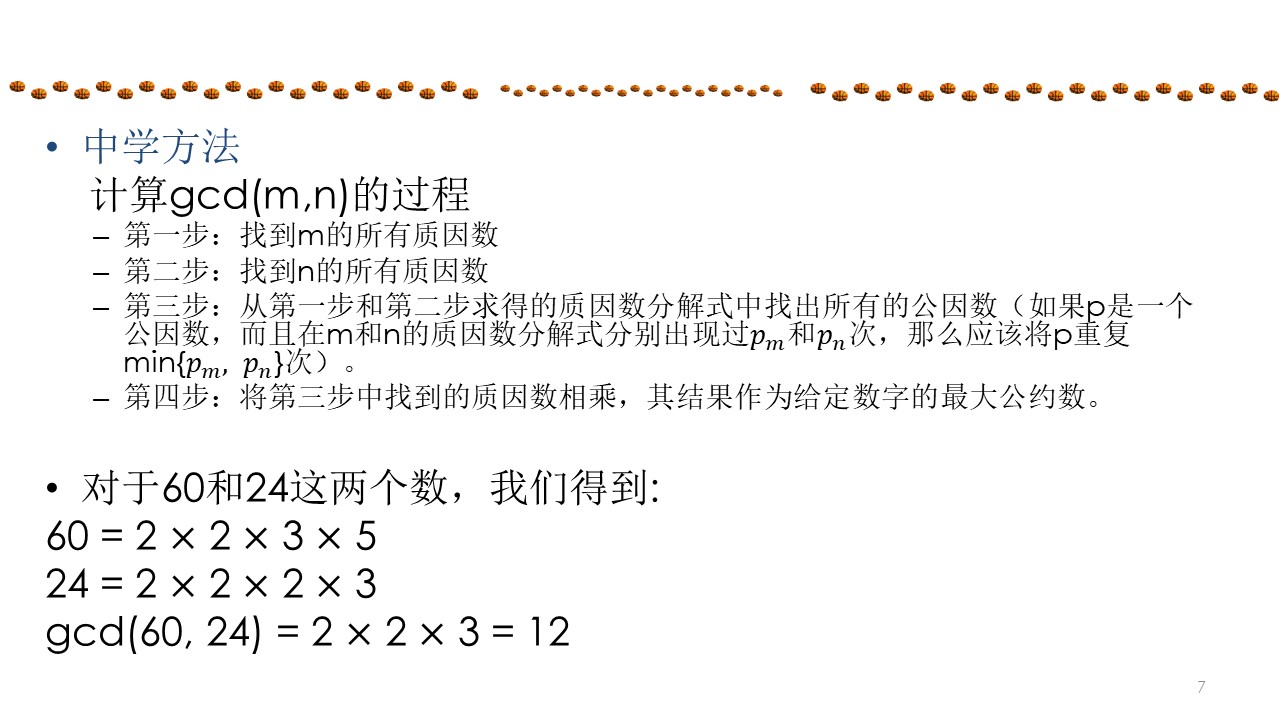 • 中学方法
计算gcd(m,n)的过程
– 第一步：找到m的所有质因数
– 第二步：找到n的所有质因数
– 第三步：从第一步和第二步求得的质因数分解式中找出所有的公因数（如果p是一个
公因数，而且在m和n的质因数分解式分别出现过$p_m$和$p_n$次，那么应该将p重复
min{$p_m$, $p_n$}次）。
– 第四步：将第三步中找到的质因数相乘，其结果作为给定数字的最大公约数。
• 对于60和24这两个数，我们得到:
60 = 2 × 2 × 3 × 5
24 = 2 × 2 × 2 × 3
gcd(60, 24) = 2 × 2 × 3 = 12
7